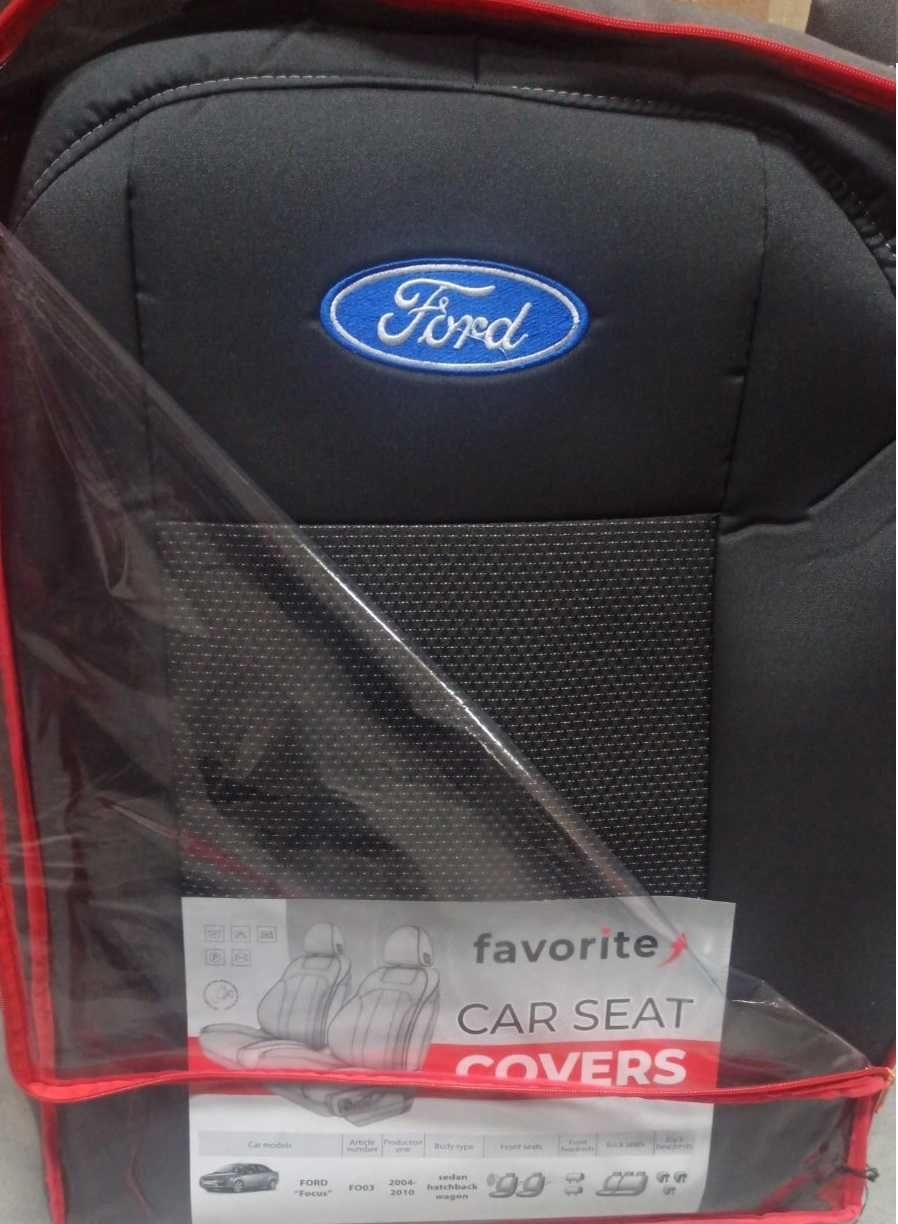 Ford
favorite
CAR SEAT
COVERS
Car models
Article number
Production year
Body type
Front seats
Front headrests
Back seats
Back headrests
FORD
"Focus"
FO03
2004-
2010
sedan
hatchback
wagon